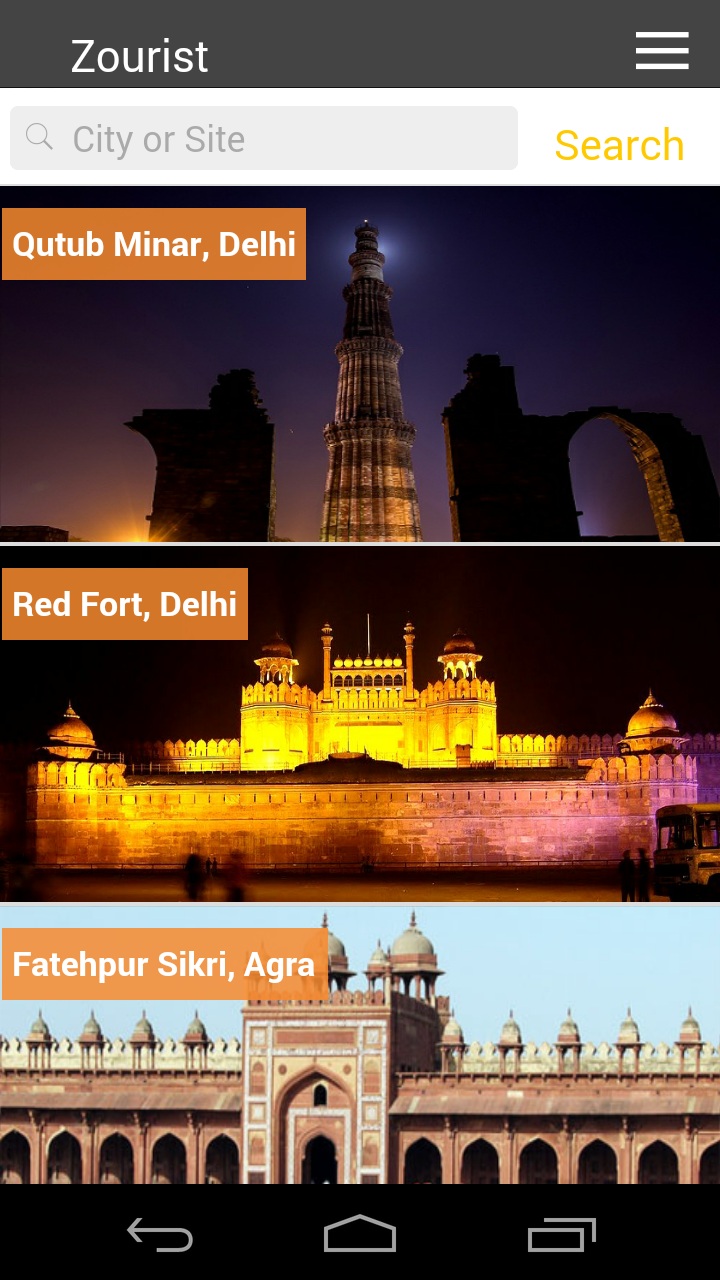 Zourist
City or Site
Search
Qutub Minar, Delhi
Red Fort, Delhi
Fatehpur Sikri, Agra